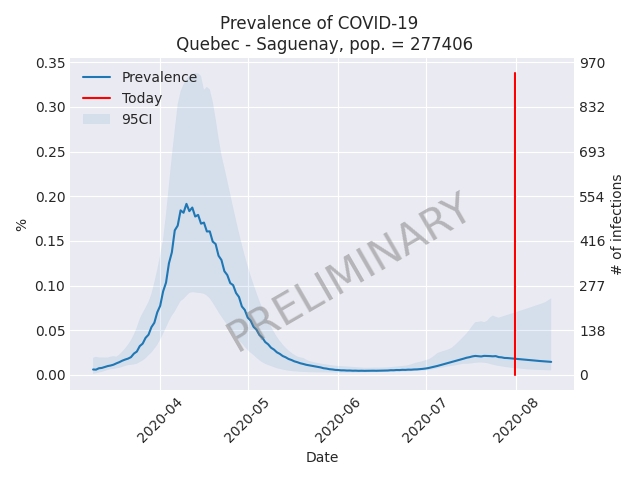 Prevalence of COVID-19
Quebec - Saguenay, pop. = 277406
Prevalence
Today
95CI
PRELIMINARY
0.35
0.30
0.25
0.20
0.15
0.10
0.05
0.00
%
970
832
693
554
416
277
138
0
# of infections
2020-04
2020-05
2020-06
2020-07
2020-08
Date